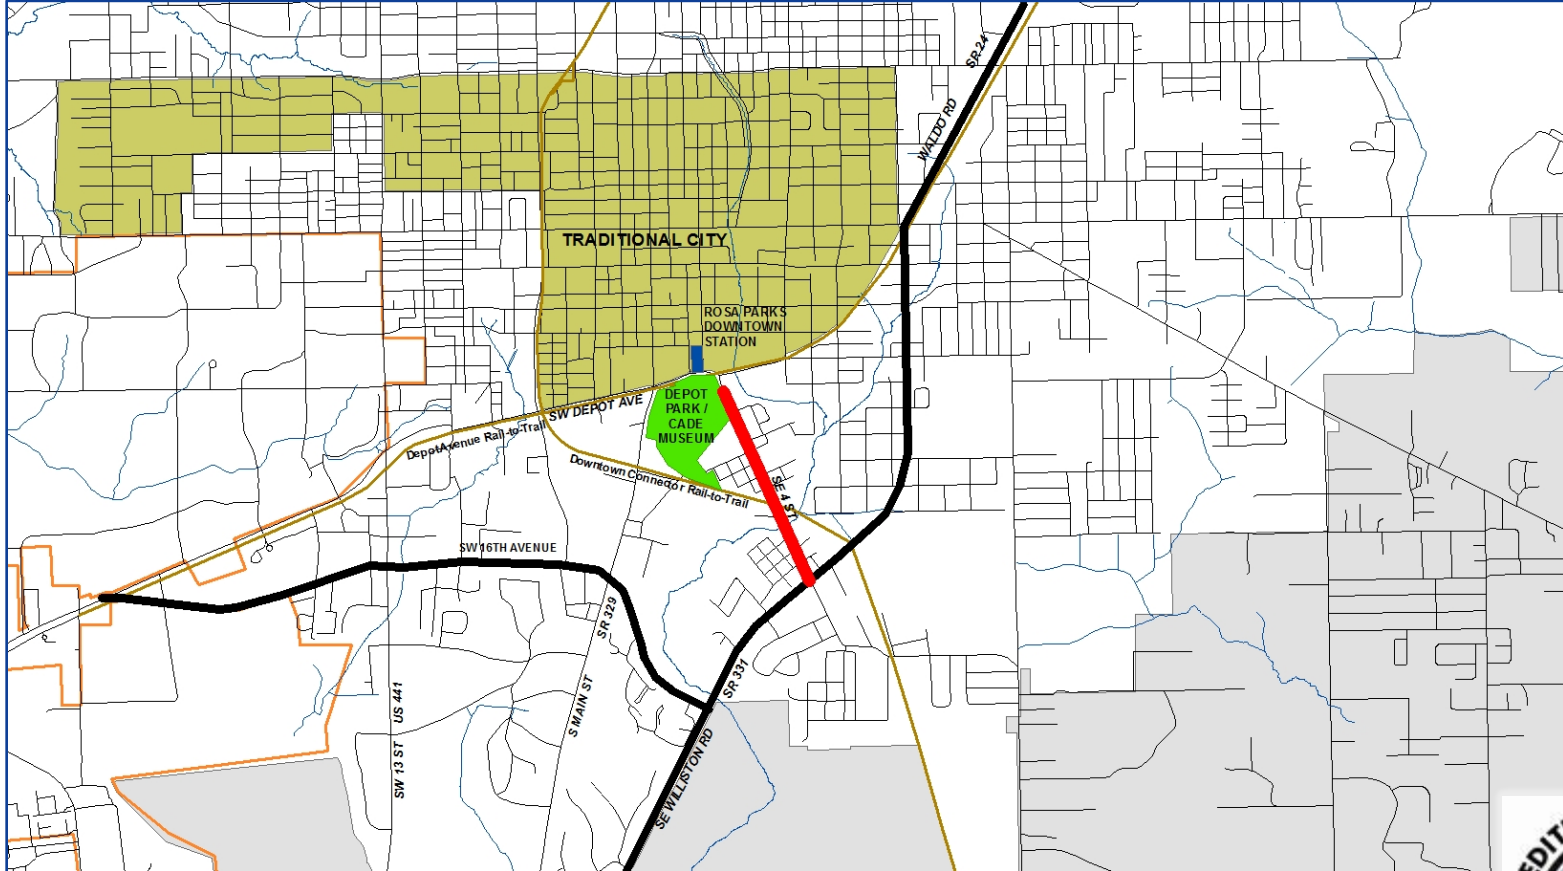 SR 24
WALDO RD
TRADITIONAL CITY
ROSA PARKS
DOWNTOWN
STATION
DEPOT
PARK /
CADE
MUSEUM
SW DEPOT AVE
Depot Avenue Rail-to-Trail
Downtown Connector Rail-to-Trail
SE 4 ST
SW 16TH AVENUE
SR 329
SR 331
S MAIN ST
US 441
SW 13 ST
SE WILLISTON RD